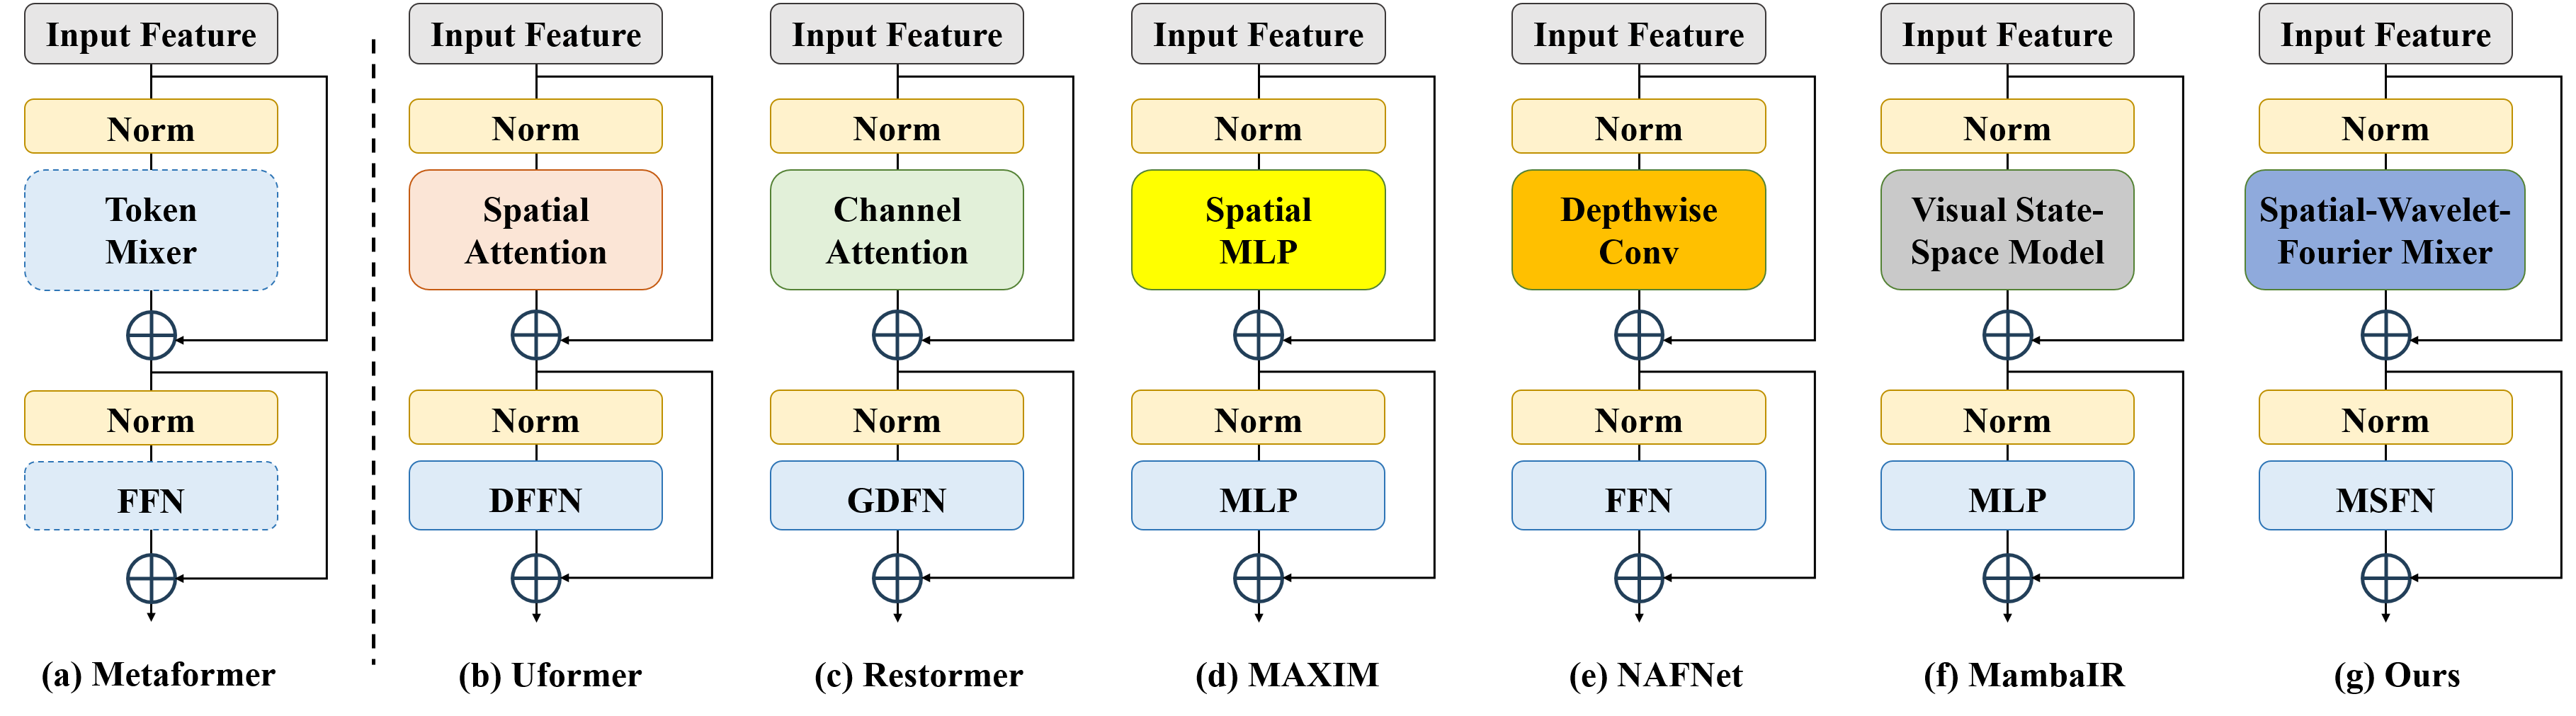 Input Feature
Norm
Token
Mixer
Norm
FFN
(a) Metaformer
Input Feature
Norm
Spatial
Attention
Norm
DFFN
(b) Uformer
Input Feature
Norm
Channel
Attention
Norm
GDFN
(c) Restormer
Input Feature
Norm
Spatial
MLP
Norm
MLP
(d) MAXIM
Input Feature
Norm
Depthwise
Conv
Norm
FFN
(e) NAFNet
Input Feature
Norm
Visual State-
Space Model
Norm
MLP
(f) MambaIR
Input Feature
Norm
Spatial-Wavelet-
Fourier Mixer
Norm
MSFN
(g) Ours